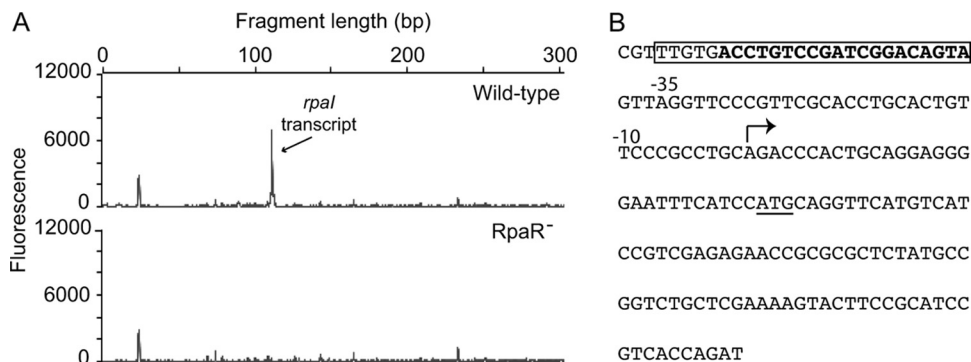 A
Fragment length (bp)
0 100 200 300
12000
6000
0
Wild-type
rpaI
transcript
Fluorescence
12000
6000
0
RpaR-
B
CGTTTGTGACCTGTCCGATCGGACAGTA
-35
GTTAGGTTCCCGTTCGCACCTGCACTGT
-10
TCCCGCCTGCAGACCCACTGCAGGAGGG
GAATTTCATCCATGCAGGTTCATGTCAT
CCGTCGAGAGAACCGCGCGCTCTATGCC
GGTCTGCTCGAAAAGTACTTCCGCATCC
GTCACCAGAT